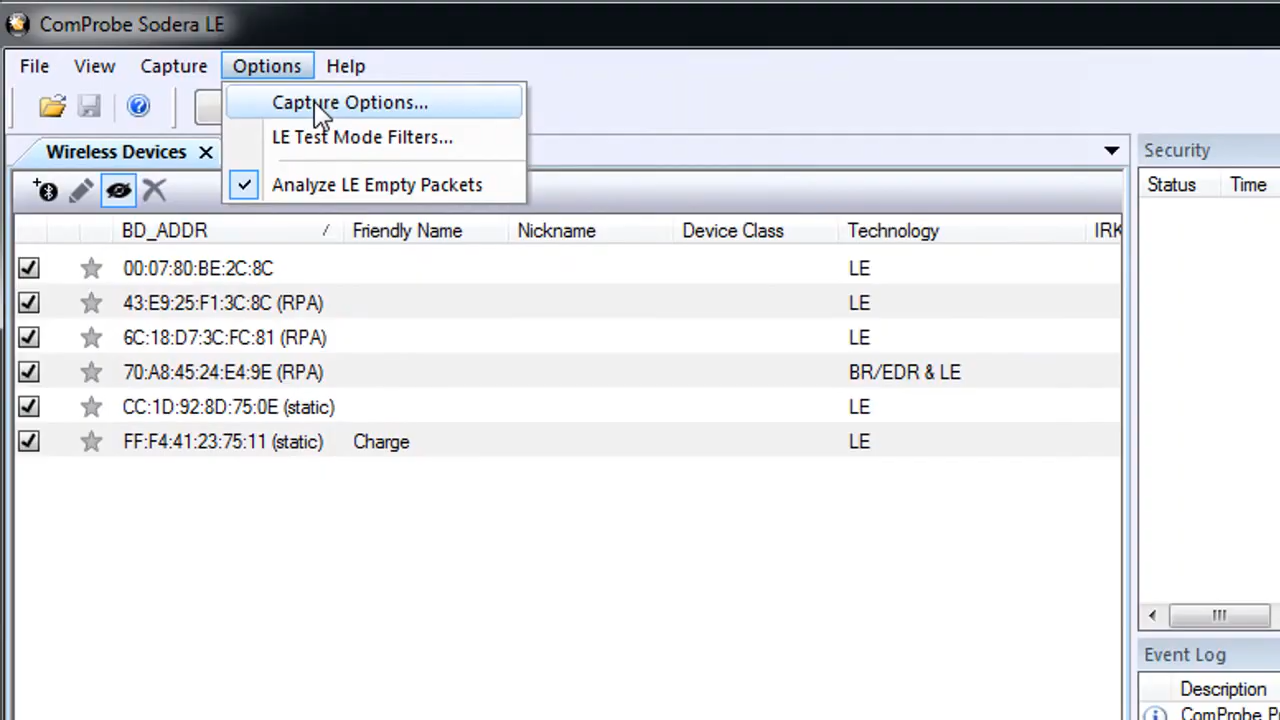 ComProbe Sodera LE
File View Capture Options Help
Capture Options...
LE Test Mode Filters...
Analyze LE Empty Packets
Wireless Devices
Security
Status Time
BD_ADDR Friendly Name Nickname Device Class Technology IRK
00:07:80:BE:2C:8C LE
43:E9:25:F1:3C:8C (RPA) LE
6C:18:D7:3C:FC:81 (RPA) LE
70:A8:45:24:E4:9E (RPA) BR/EDR & LE
CC:1D:92:8D:75:0E (static) LE
FF:F4:41:23:75:11 (static) Charge LE
Event Log
Description
ComProbe